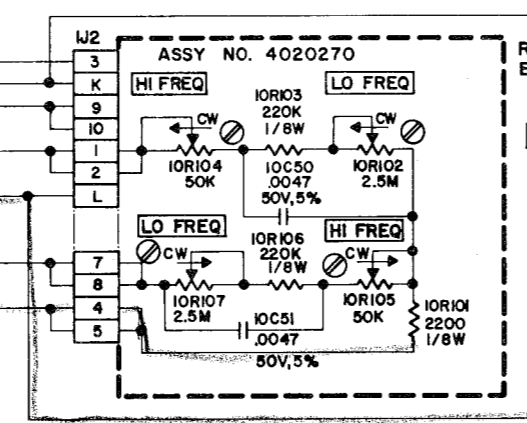 1J2
ASSY NO. 4020270
3
K
9
10
1
2
L
7
8
4
5
HI FREQ
LO FREQ
10R103
220K
1/8W
CW
CW
10R104
50K
10C50
.0047
50V,5%
10R102
2.5M
LO FREQ
10R106
220K
1/8W
HI FREQ
CW
CW
10R107
2.5M
10C51
.0047
50V,5%
10R105
50K
10R101
2200
1/8W
R
E